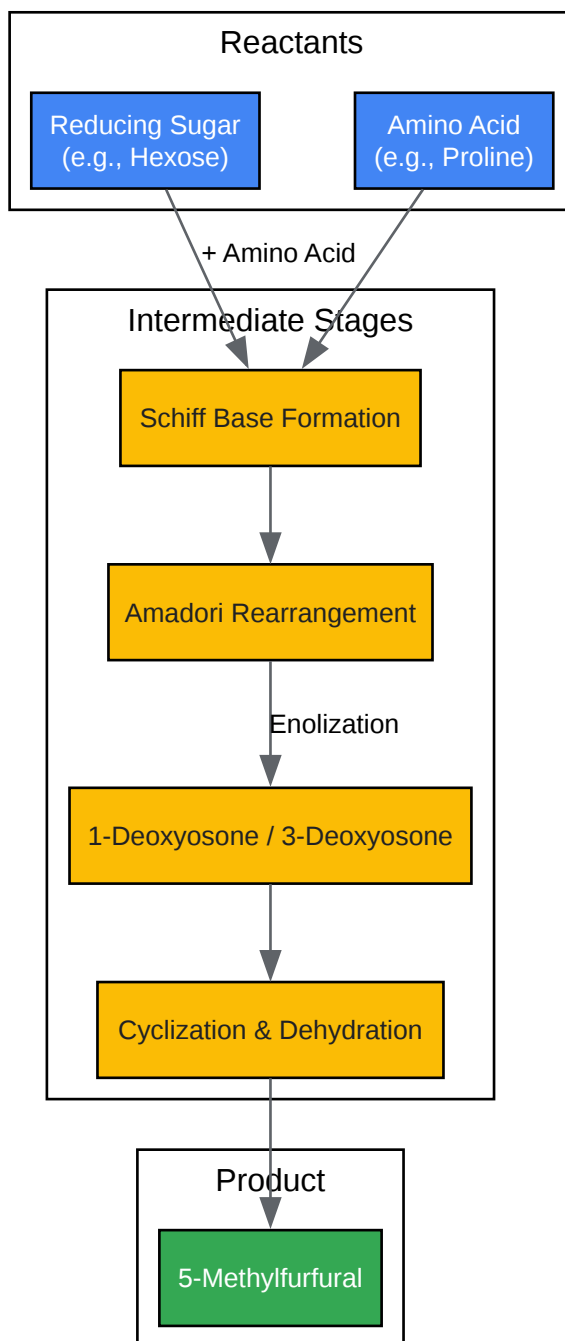 Reactants
Reducing Sugar
(e.g., Hexose)
Amino Acid
(e.g., Proline)
+ Amino Acid
Intermediate Stages
Schiff Base Formation
Amadori Rearrangement
Enolization
1-Deoxyosone / 3-Deoxyosone
Cyclization & Dehydration
Product
5-Methylfurfural